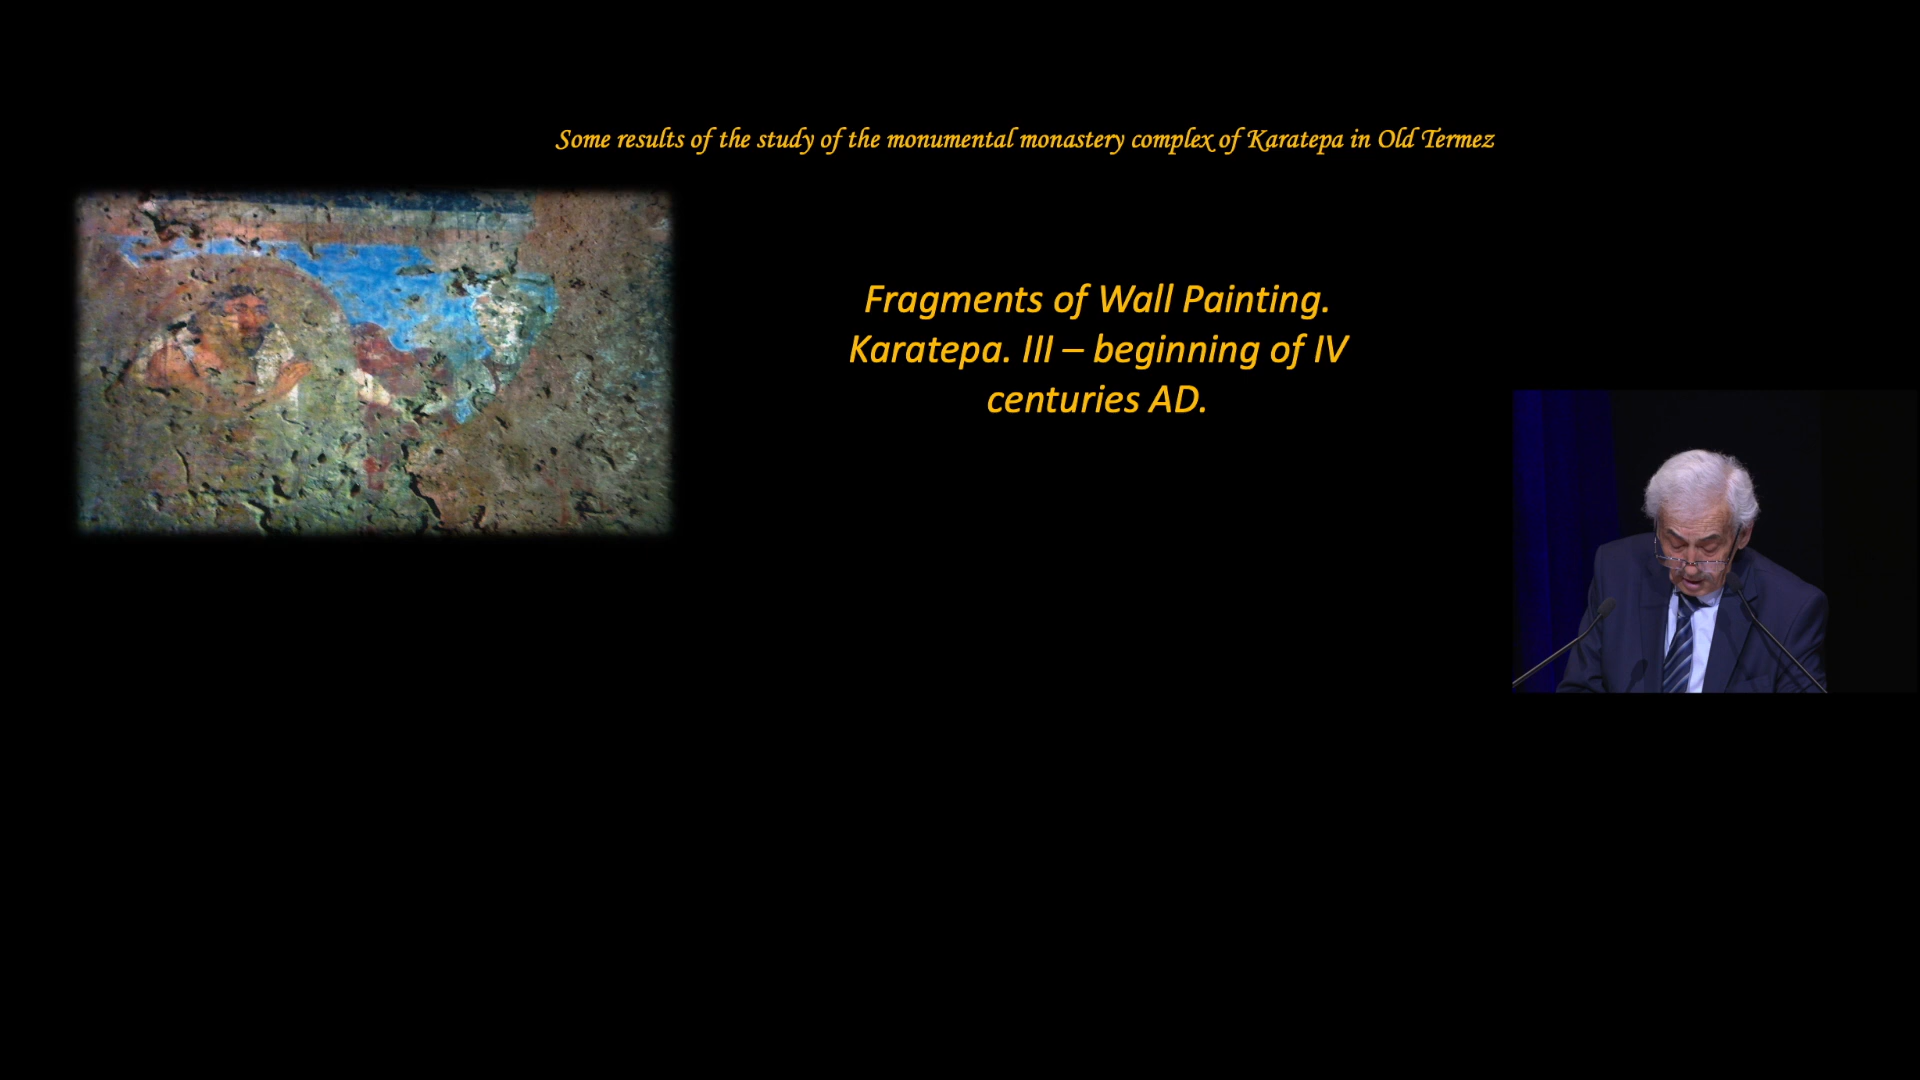 Some results of the study of the monumental monastery complex of Karatepa in Old Termez
Fragments of Wall Painting.
Karatepa. III – beginning of IV
centuries AD.